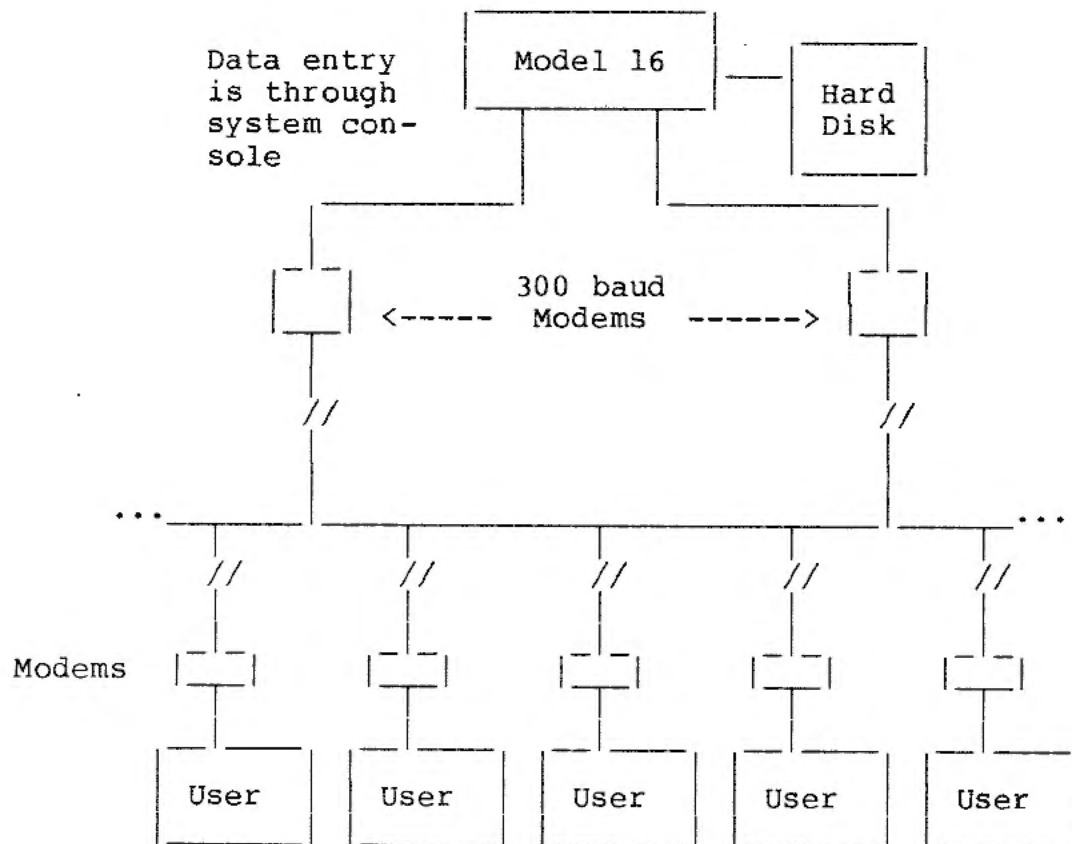 Data entry
is through
system con-
sole
Model 16
Hard
Disk
300 baud
<----- Modems ------>
//
//
... ...
// // // // //
Modems
User User User User User